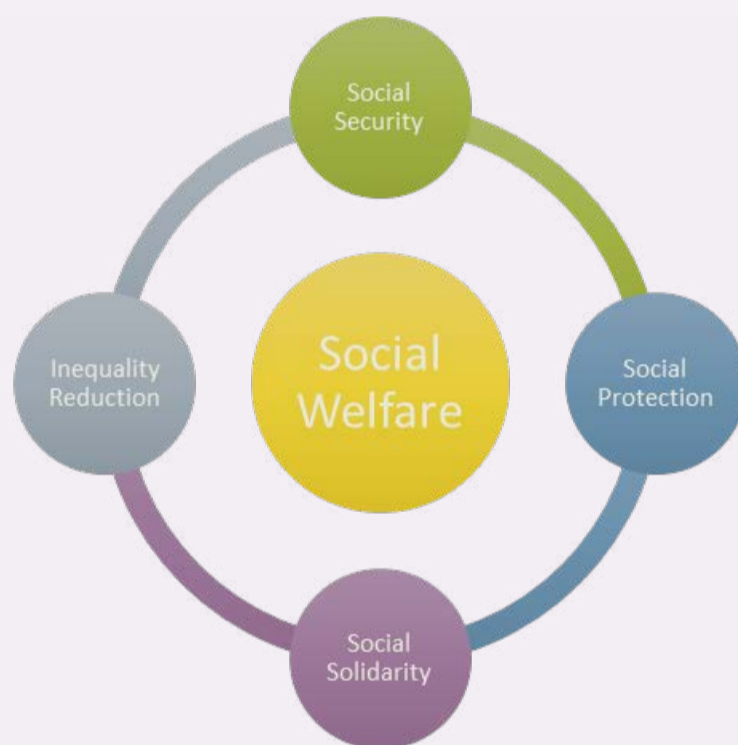 Social
Security
Inequality
Reduction
Social
Welfare
Social
Protection
Social
Solidarity